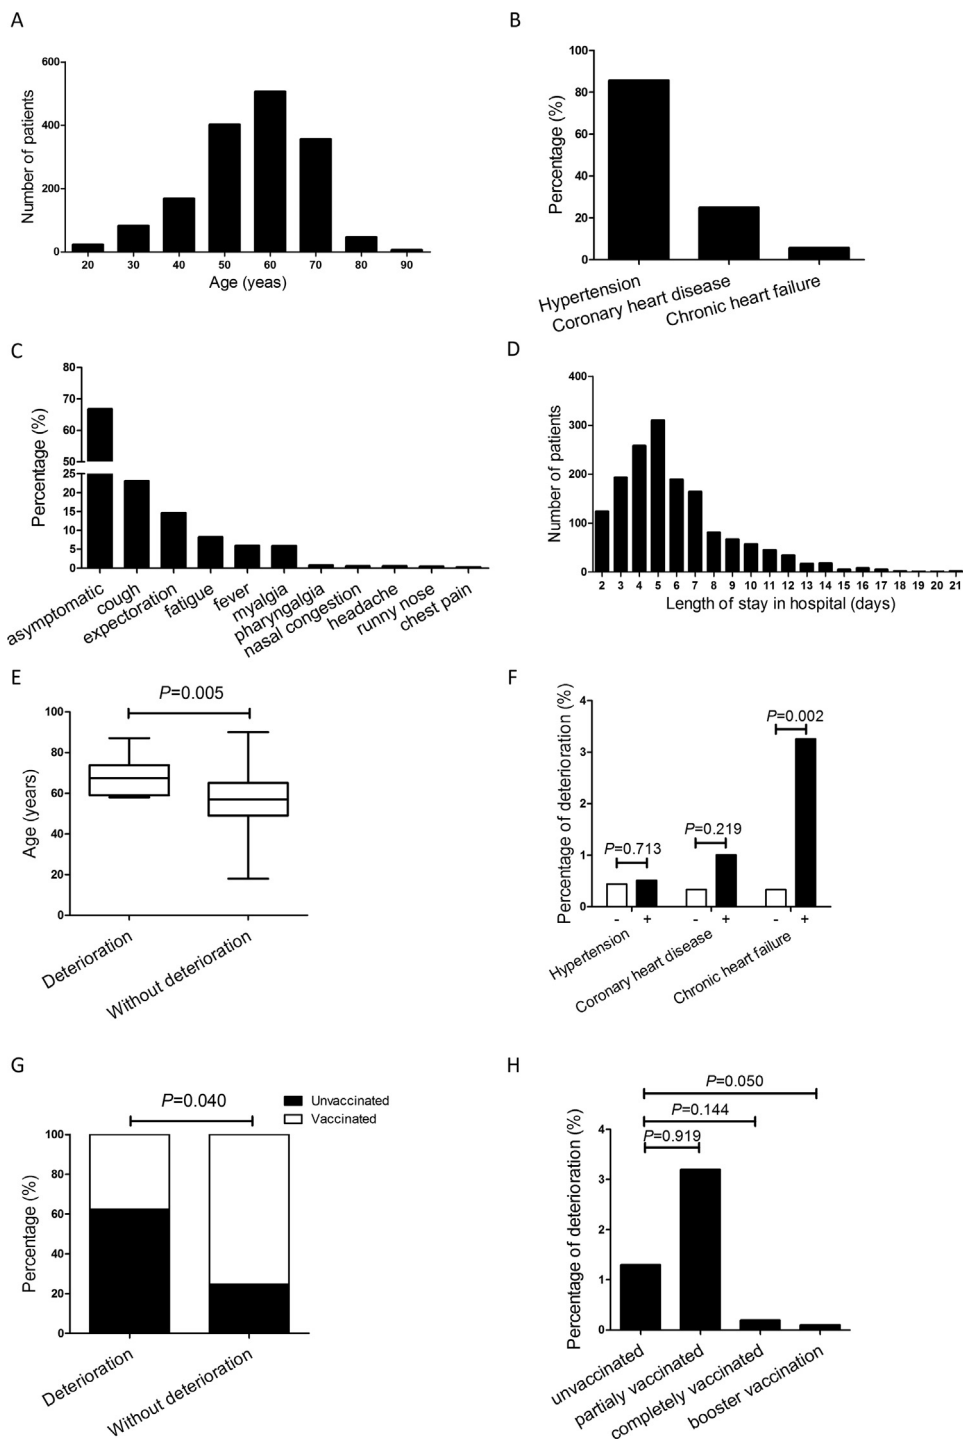 A
600
400
200
0
Number of patients
20 30 40 50 60 70 80 90
Age (yeas)
B
100
80
60
40
20
0
Percentage (%)
Hypertension
Coronary heart disease
Chronic heart failure
C
80
70
60
50
25
20
15
10
5
0
Percentage (%)
asymptomatic
cough
expectoration
fatigue
fever
myalgia
pharyngalgia
nasal congestion
headache
runny nose
chest pain
D
400
300
200
100
0
Number of patients
2 3 4 5 6 7 8 9 10 11 12 13 14 15 16 17 18 19 20 21
Length of stay in hospital (days)
E
P=0.005
100
80
60
40
20
0
Age (years)
Deterioration
Without deterioration
F
4
3
2
1
0
Percentage of deterioration (%)
P=0.713
P=0.219
P=0.002
- + - + - +
Hypertension
Coronary heart disease
Chronic heart failure
G
P=0.040
Unvaccinated
Vaccinated
100
80
60
40
20
0
Percentage (%)
Deterioration
Without deterioration
H
P=0.050
P=0.144
P=0.919
4
3
2
1
0
Percentage of deterioration (%)
unvaccinated
partialy vaccinated
completely vaccinated
booster vaccination